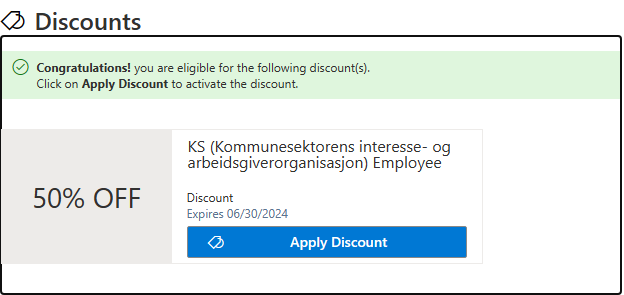 Discounts
Congratulations! you are eligible for the following discount(s).
Click on Apply Discount to activate the discount.
50% OFF
KS (Kommunesektorens interesse- og
arbeidsgiverorganisasjon) Employee
Discount
Expires 06/30/2024
Apply Discount